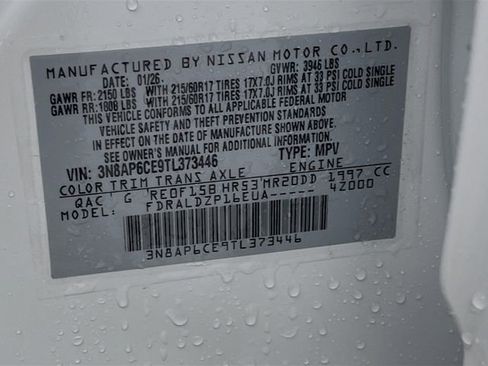 MANUFACTURED BY NISSAN MOTOR CO., LTD.
DATE: 01/26 GVWR: 3946 LBS
GAWR FR: 2150 LBS WITH 215/60R17 TIRES 17X7.0J RIMS AT 33 PSI COLD SINGLE
GAWR RR: 1808 LBS WITH 215/60R17 TIRES 17X7.0J RIMS AT 33 PSI COLD SINGLE
THIS VEHICLE CONFORMS TO ALL APPLICABLE FEDERAL MOTOR
VEHICLE SAFETY AND THEFT PREVENTION STANDARDS
IN EFFECT ON THE DATE OF MANUFACTURE SHOWN ABOVE.
SEE OWNER'S MANUAL FOR ADDITIONAL INFORMATION
VIN: 3N8AP6CE9TL373446 TYPE: MPV
COLOR TRIM TRANS AXLE ENGINE
QAC G RE0F15B HR53 MR20DD 1997 CC
MODEL: FDRALDZP16EUA----- 4Z000
3N8AP6CE9TL373446